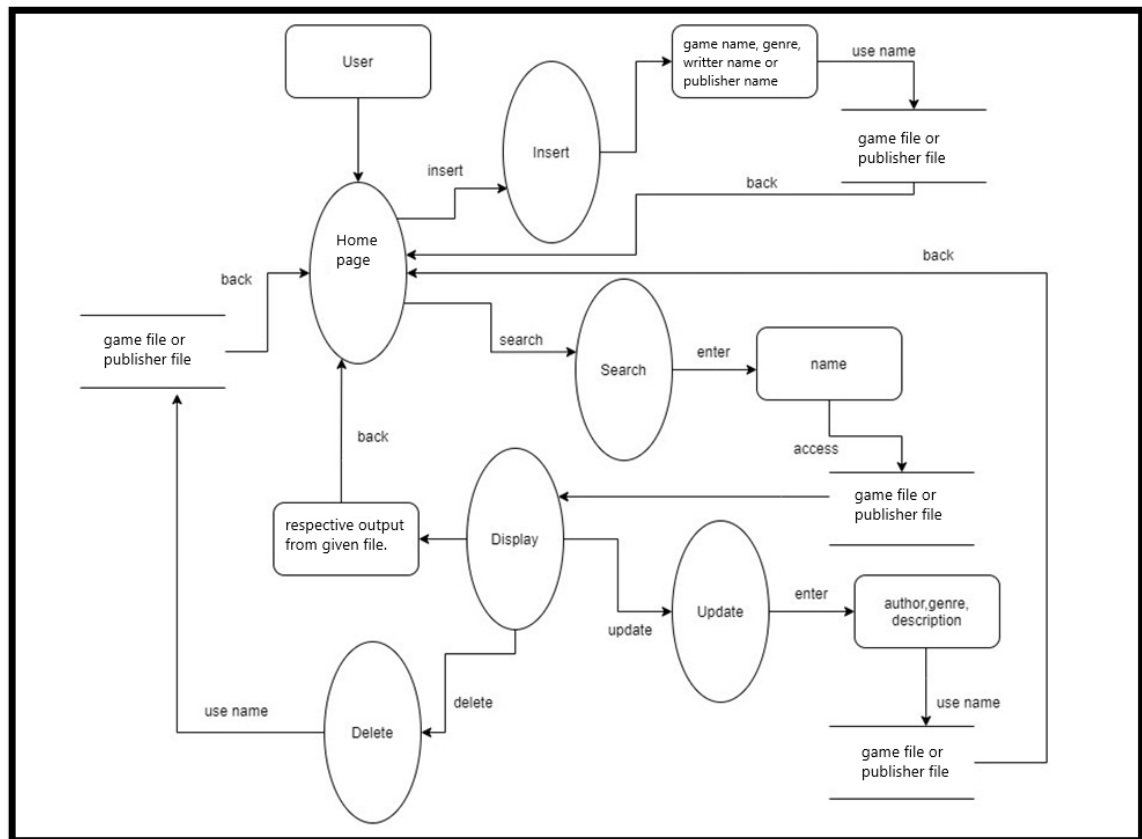 User
game name, genre,
writter name or
publisher name
use name
Insert
game file or
publisher file
insert
back
Home
page
back
back
game file or
publisher file
search
Search
enter
name
back
access
game file or
publisher file
respective output
from given file.
Display
update
Update
enter
author,genre,
description
use name
delete
Delete
use name
game file or
publisher file